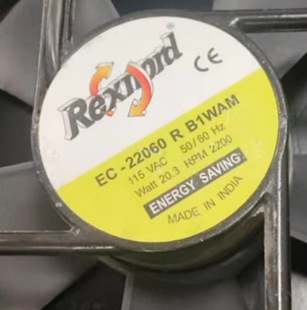 Rexnord
CE
EC-22060 R B1WAM
115 VAC 50/60 Hz
Watt 20.3 RPM 2200
ENERGY SAVING
MADE IN INDIA